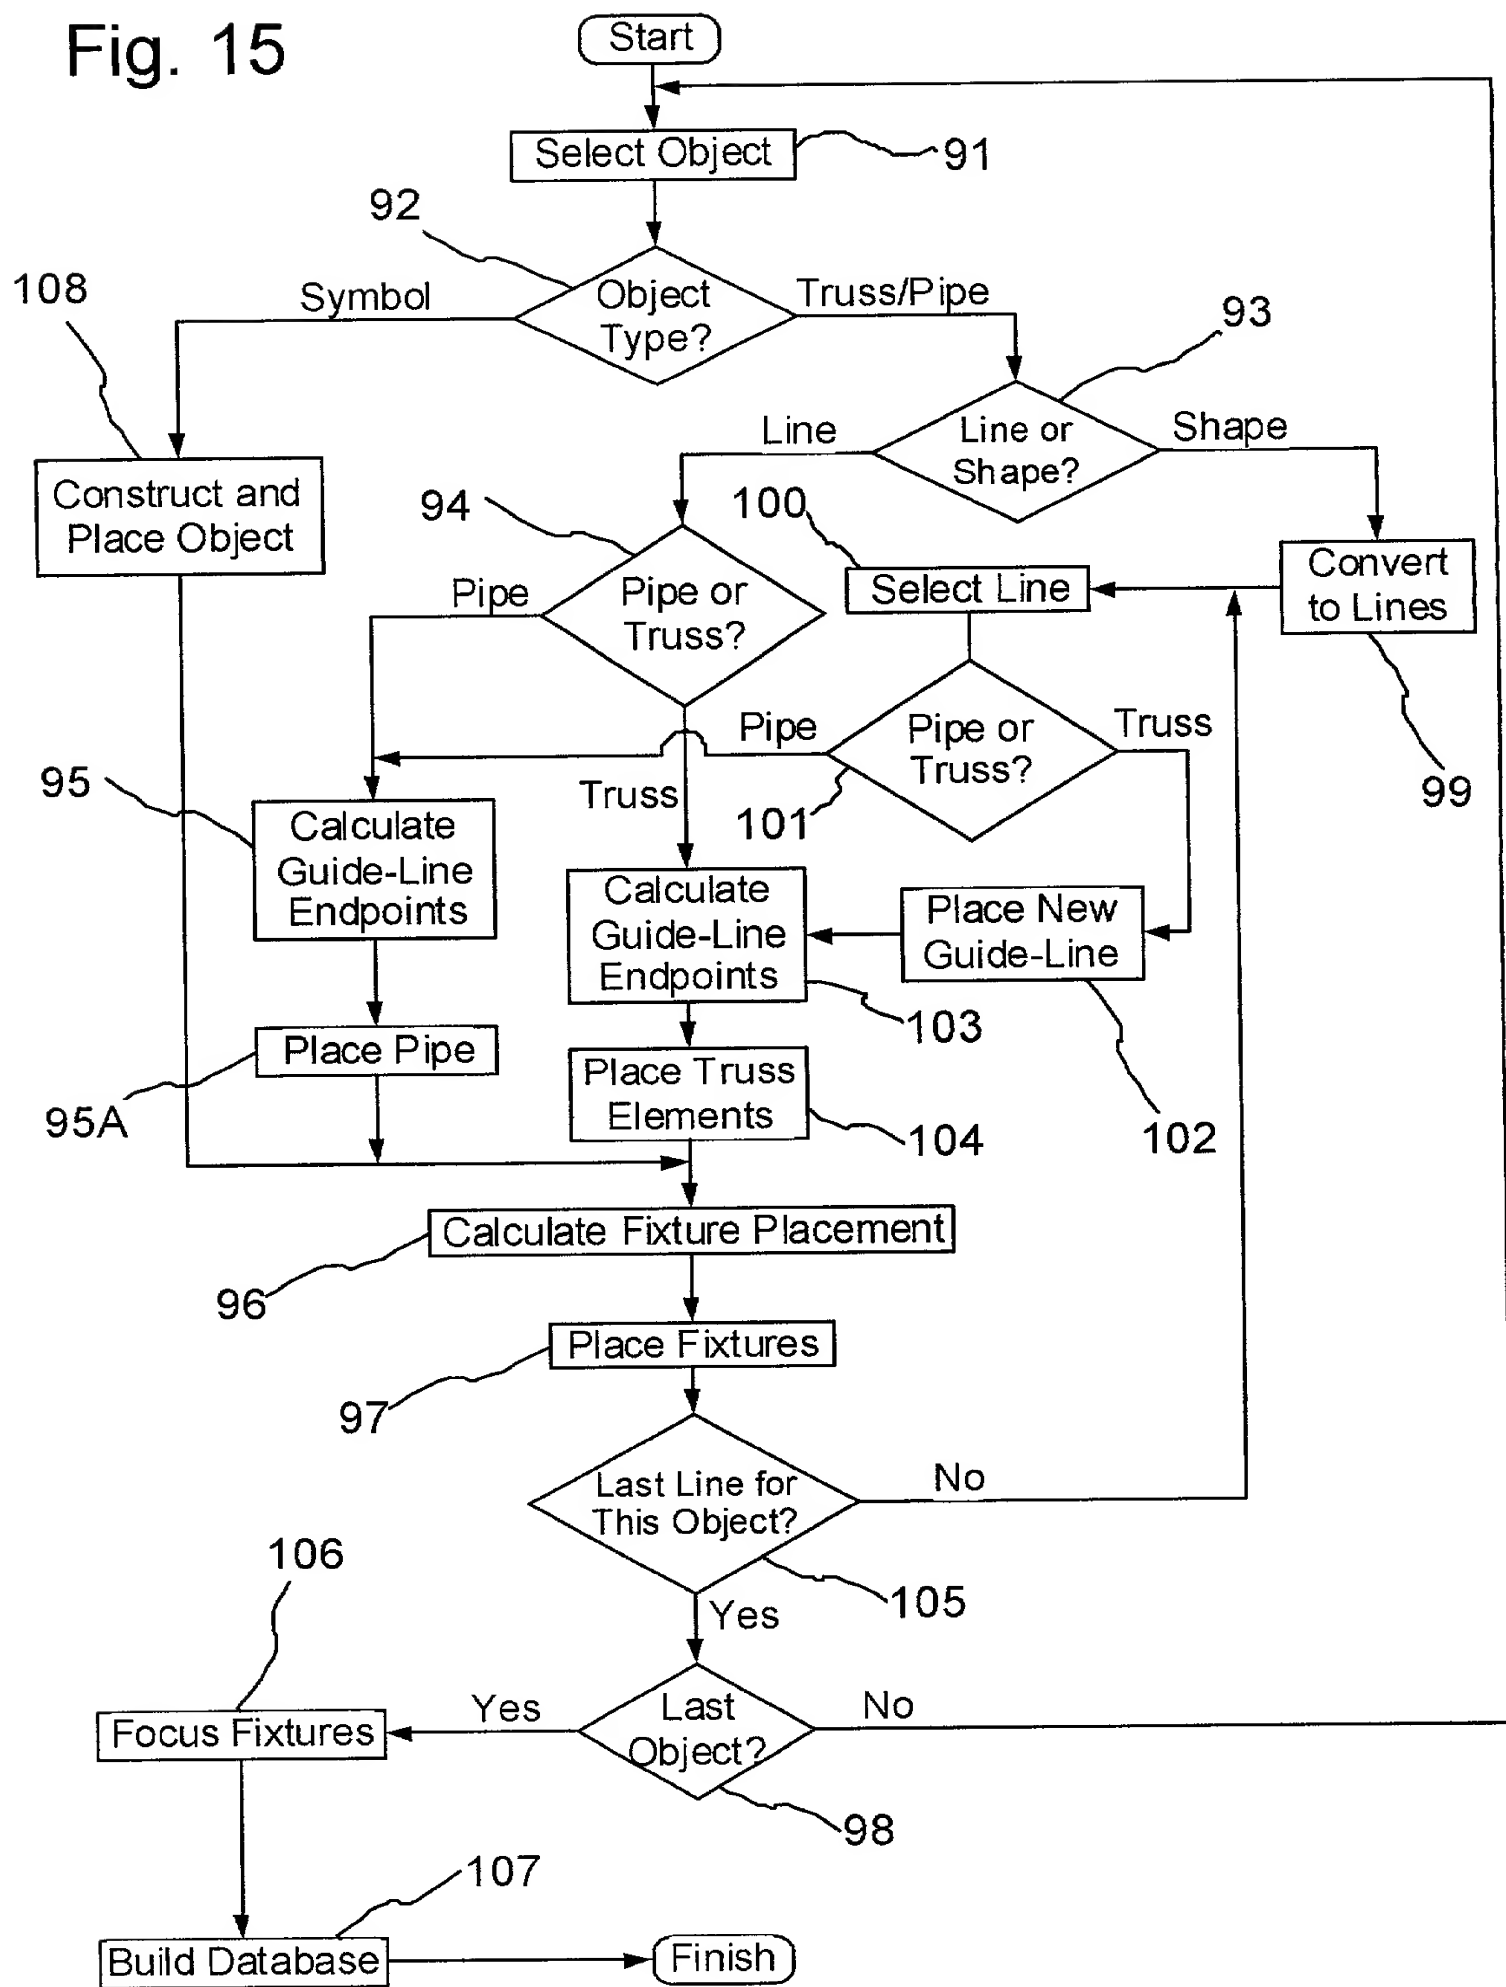 Fig. 15
Start
Select Object
91
92
Object
Type?
Symbol
Truss/Pipe
108
93
Line or
Shape?
Line
Shape
Construct and
Place Object
94
100
Pipe or
Truss?
Pipe
Select Line
Convert
to Lines
Pipe
Pipe or
Truss?
Truss
99
95
Truss
101
Calculate
Guide-Line
Endpoints
Calculate
Guide-Line
Endpoints
Place New
Guide-Line
103
Place Pipe
95A
Place Truss
Elements
104
102
Calculate Fixture Placement
96
Place Fixtures
97
Last Line for
This Object?
No
105
Yes
106
Last
Object?
Yes
No
Focus Fixtures
98
107
Build Database
Finish